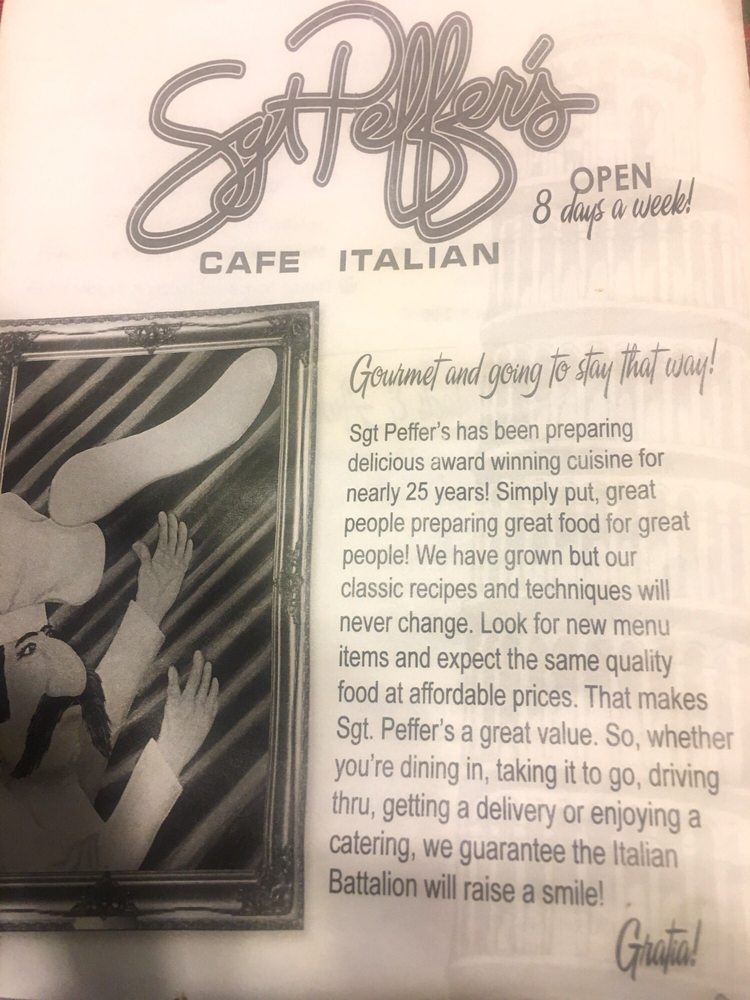 Sgt Peffer's
CAFE ITALIAN
OPEN
8 days a week!
Gourmet and going to stay that way!
Sgt Peffer's has been preparing
delicious award winning cuisine for
nearly 25 years! Simply put, great
people preparing great food for great
people! We have grown but our
classic recipes and techniques will
never change. Look for new menu
items and expect the same quality
food at affordable prices. That makes
Sgt. Peffer's a great value. So, whether
you're dining in, taking it to go, driving
thru, getting a delivery or enjoying a
catering, we guarantee the Italian
Battalion will raise a smile!
Gratia!